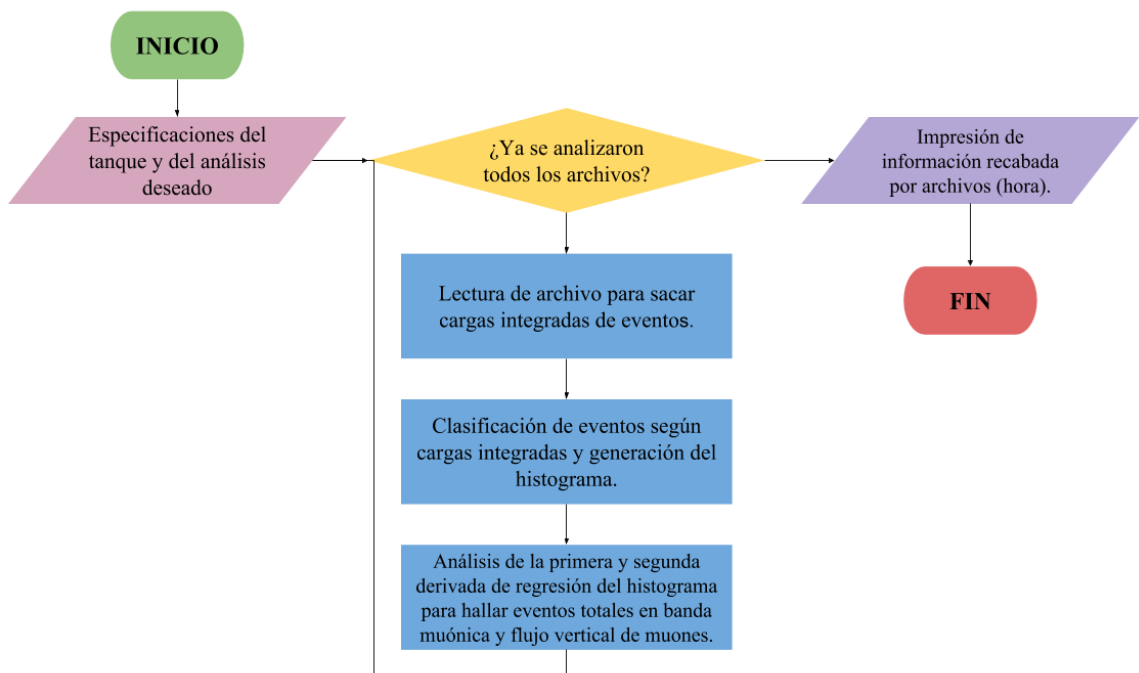 INICIO
Especificaciones del
tanque y del análisis
deseado
¿Ya se analizaron
todos los archivos?
Impresión de
información recabada
por archivos (hora).
FIN
Lectura de archivo para sacar
cargas integradas de eventos.
Clasificación de eventos según
cargas integradas y generación del
histograma.
Análisis de la primera y segunda
derivada de regresión del histograma
para hallar eventos totales en banda
muónica y flujo vertical de muones.